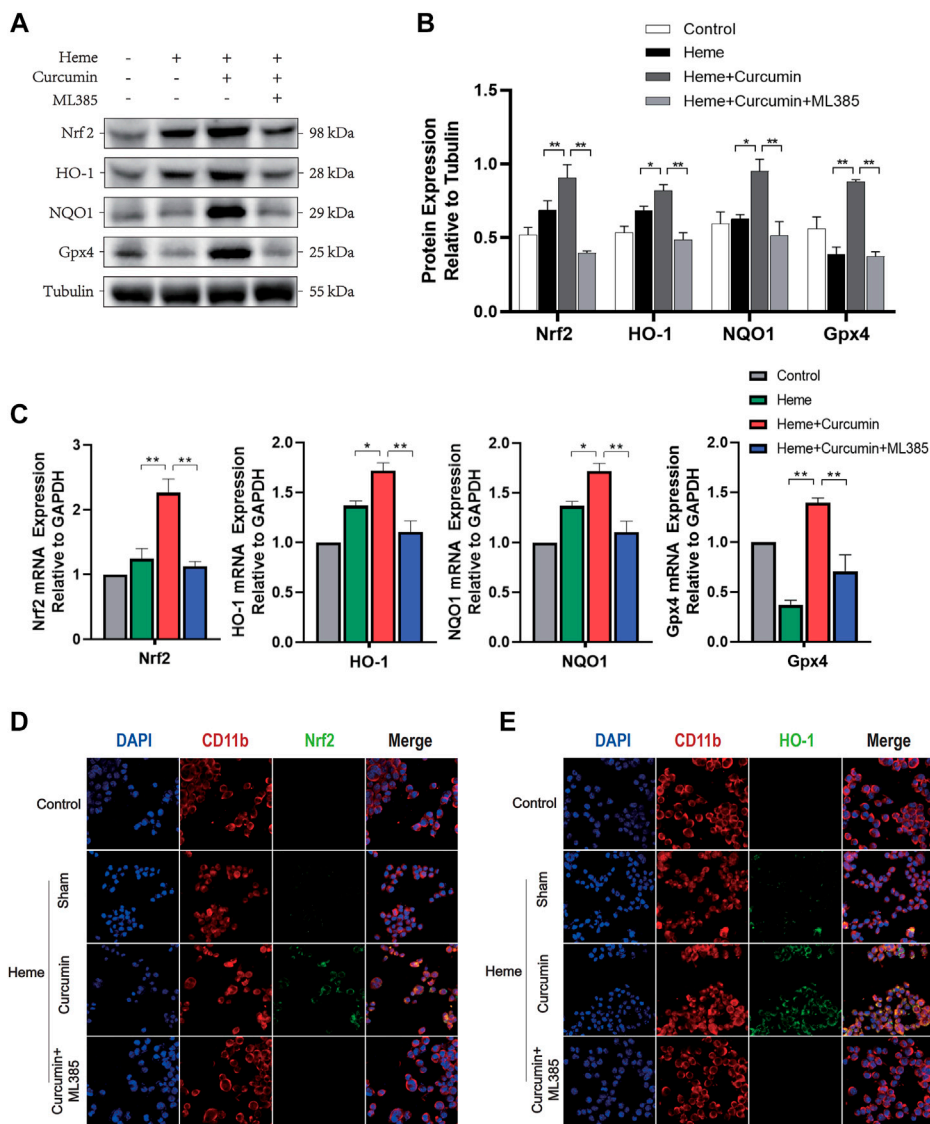 A
Heme - + + +
Curcumin - - + +
ML385 - - - +
Nrf 2 98 kDa
HO-1 28 kDa
NQO1 29 kDa
Gpx4 25 kDa
Tubulin 55 kDa
B
Control
Heme
Heme+Curcumin
Heme+Curcumin+ML385
Protein Expression
Relative to Tubulin
1.5
1.0
0.5
0.0
** ** * ** * ** ** **
Nrf2 HO-1 NQO1 Gpx4
C
Control
Heme
Heme+Curcumin
Heme+Curcumin+ML385
Nrf2 mRNA Expression
Relative to GAPDH
3
2
1
0
** **
Nrf2
HO-1 mRNA Expression
Relative to GAPDH
2.0
1.5
1.0
0.5
0.0
* **
HO-1
NQO1 mRNA Expression
Relative to GAPDH
2.0
1.5
1.0
0.5
0.0
* **
NQO1
Gpx4 mRNA Expression
Relative to GAPDH
2.0
1.5
1.0
0.5
0.0
** **
Gpx4
D
DAPI CD11b Nrf2 Merge
Control
Heme
Sham
Curcumin
Curcumin+
ML385
E
DAPI CD11b HO-1 Merge
Control
Heme
Sham
Curcumin
Curcumin+
ML385